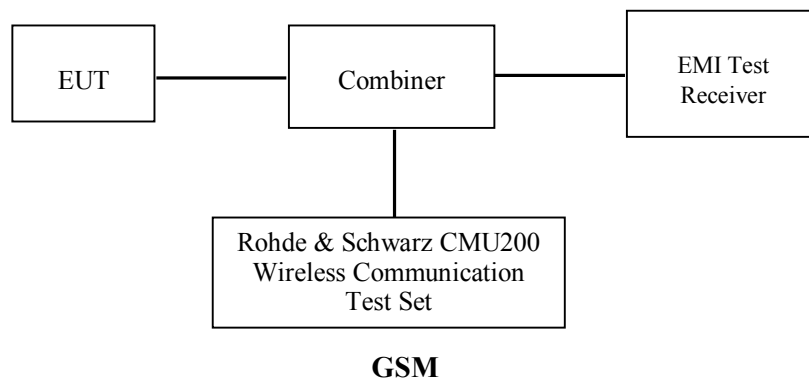 EUT
Combiner
EMI Test
Receiver
Rohde & Schwarz CMU200
Wireless Communication
Test Set
GSM